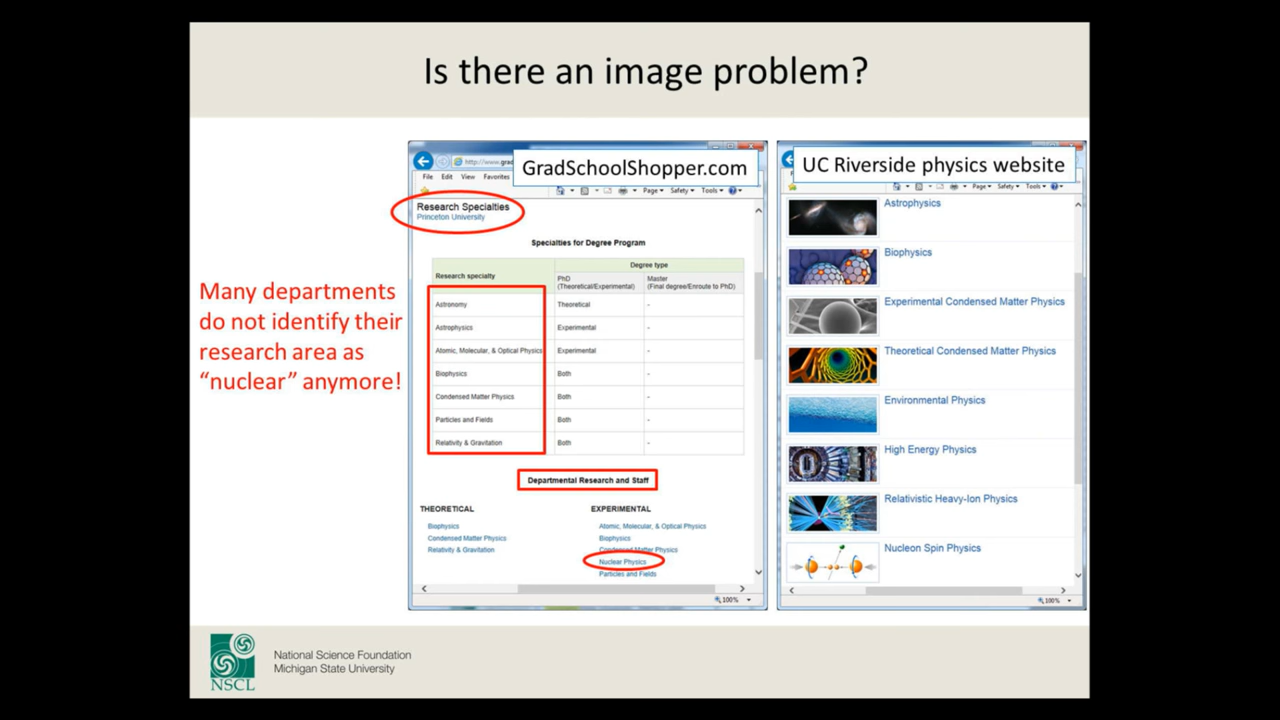 Is there an image problem?
Many departments
do not identify their
research area as
“nuclear” anymore!
http://www.grad
GradSchoolShopper.com
File Edit View Favorites
Page Safety Tools
Research Specialties
Princeton University
Specialties for Degree Program
Research specialty
Degree type
PhD (Theoretical/Experimental)
Master (Final degree/Enroute to PhD)
Astronomy Theoretical -
Astrophysics Experimental -
Atomic, Molecular, & Optical Physics Experimental -
Biophysics Both -
Condensed Matter Physics Both -
Particles and Fields Both -
Relativity & Gravitation Both -
Departmental Research and Staff
THEORETICAL
Biophysics
Condensed Matter Physics
Relativity & Gravitation
EXPERIMENTAL
Atomic, Molecular, & Optical Physics
Biophysics
Condensed Matter Physics
Nuclear Physics
Particles and Fields
100%
UC Riverside physics website
Page Safety Tools
Astrophysics
Biophysics
Experimental Condensed Matter Physics
Theoretical Condensed Matter Physics
Environmental Physics
High Energy Physics
Relativistic Heavy-Ion Physics
Nucleon Spin Physics
100%
NSCL
National Science Foundation
Michigan State University